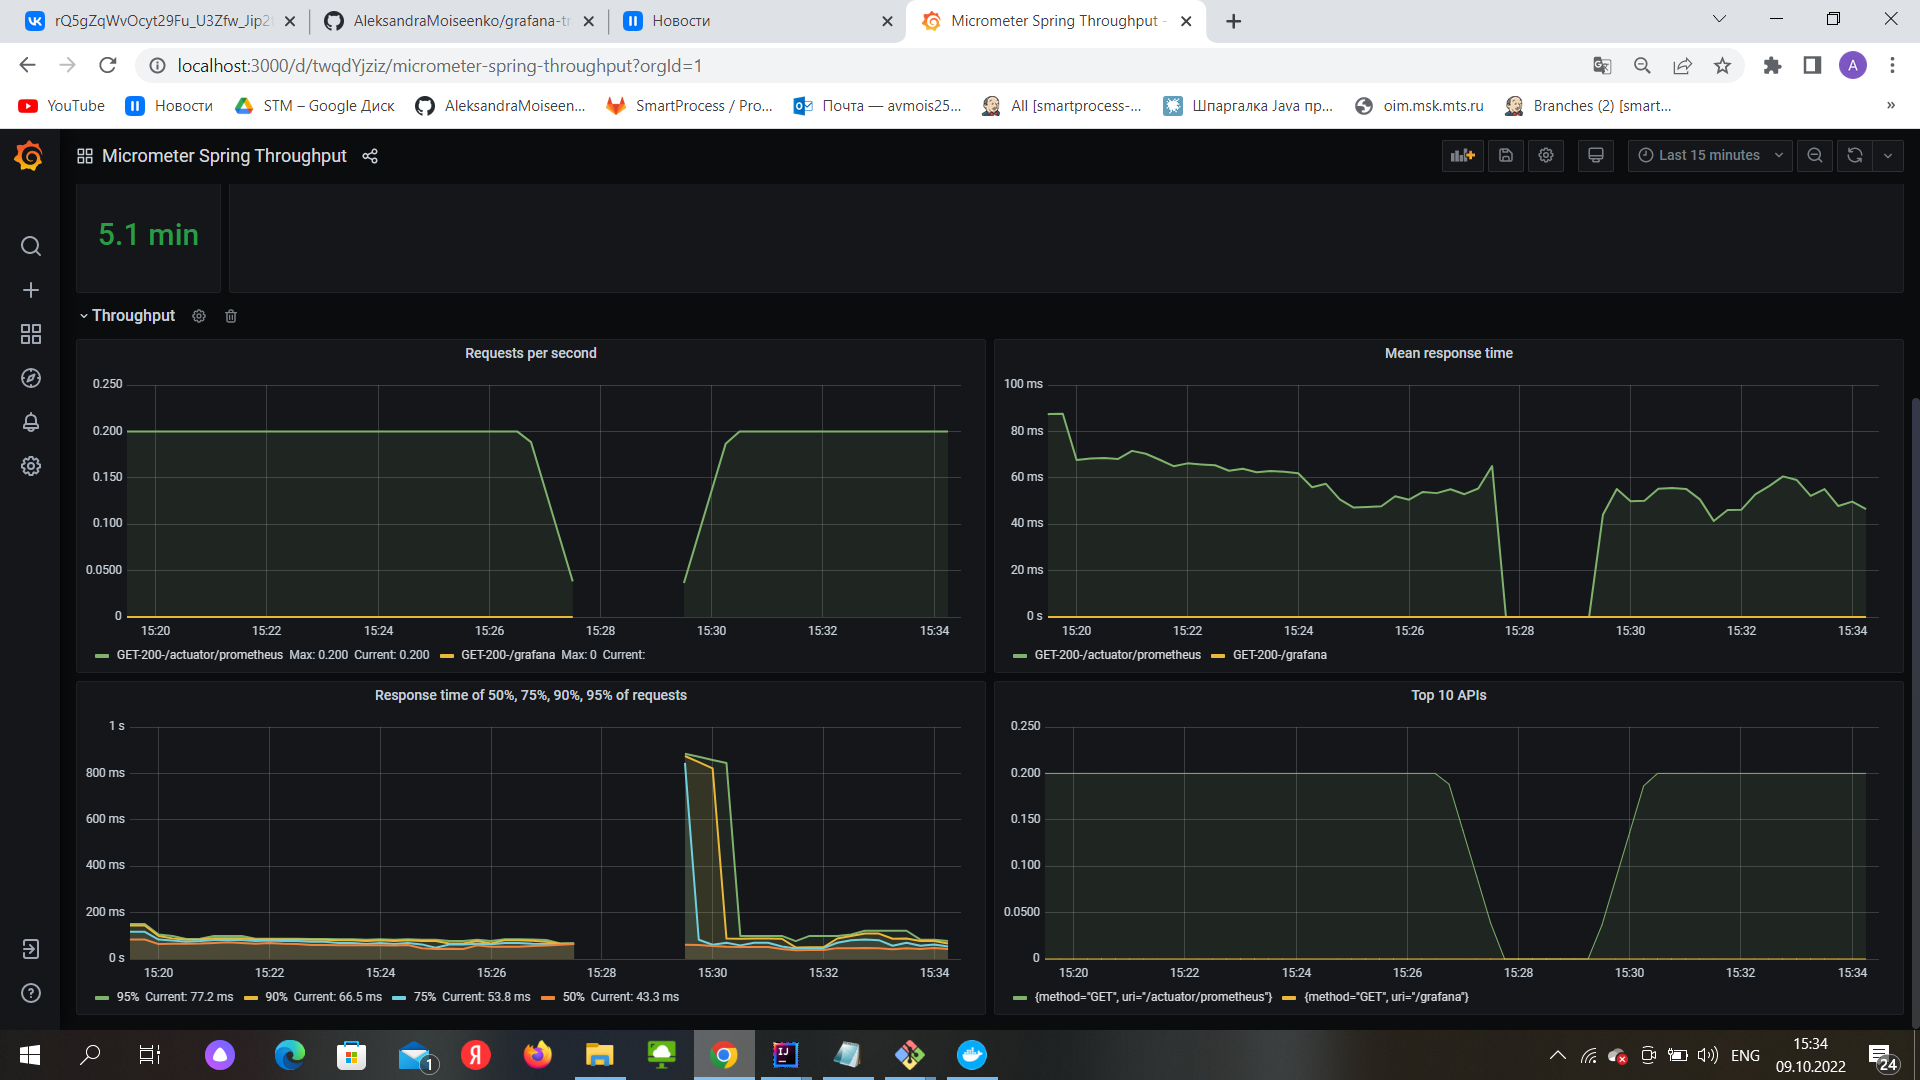 rQ5gZqWvOcyt29Fu_U3Zfw_Jip2
AleksandraMoiseenko/grafana-tr
Новости
Micrometer Spring Throughput -
localhost:3000/d/twqdYjziz/micrometer-spring-throughput?orgId=1
A
YouTube
Новости
STM – Google Диск
AleksandraMoiseen...
SmartProcess / Pro...
Почта — avmois25...
All [smartprocess-...
Шпаргалка Java пр...
oim.msk.mts.ru
Branches (2) [smart...
»
Micrometer Spring Throughput
Last 15 minutes
5.1 min
Throughput
Requests per second
0.250
0.200
0.150
0.100
0.0500
0
15:20 15:22 15:24 15:26 15:28 15:30 15:32 15:34
GET-200-/actuator/prometheus Max: 0.200 Current: 0.200 GET-200-/grafana Max: 0 Current:
Mean response time
100 ms
80 ms
60 ms
40 ms
20 ms
0 s
15:20 15:22 15:24 15:26 15:28 15:30 15:32 15:34
GET-200-/actuator/prometheus GET-200-/grafana
Response time of 50%, 75%, 90%, 95% of requests
1 s
800 ms
600 ms
400 ms
200 ms
0 s
15:20 15:22 15:24 15:26 15:28 15:30 15:32 15:34
95% Current: 77.2 ms 90% Current: 66.5 ms 75% Current: 53.8 ms 50% Current: 43.3 ms
Top 10 APIs
0.250
0.200
0.150
0.100
0.0500
0
15:20 15:22 15:24 15:26 15:28 15:30 15:32 15:34
{method="GET", uri="/actuator/prometheus"} {method="GET", uri="/grafana"}
1
Я
IJ
ENG
15:34
09.10.2022
24